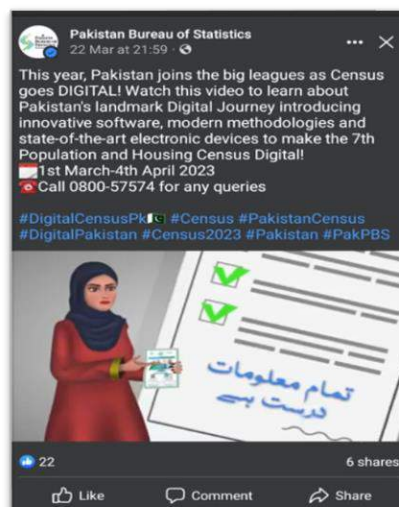 Pakistan Bureau of Statistics
22 Mar at 21:59 ·
This year, Pakistan joins the big leagues as Census
goes DIGITAL! Watch this video to learn about
Pakistan's landmark Digital Journey introducing
innovative software, modern methodologies and
state-of-the-art electronic devices to make the 7th
Population and Housing Census Digital!
1st March-4th April 2023
Call 0800-57574 for any queries
#DigitalCensusPk #Census #PakistanCensus
#DigitalPakistan #Census2023 #Pakistan #PakPBS
تمام معلومات
درست ہے
22 6 shares
Like Comment Share